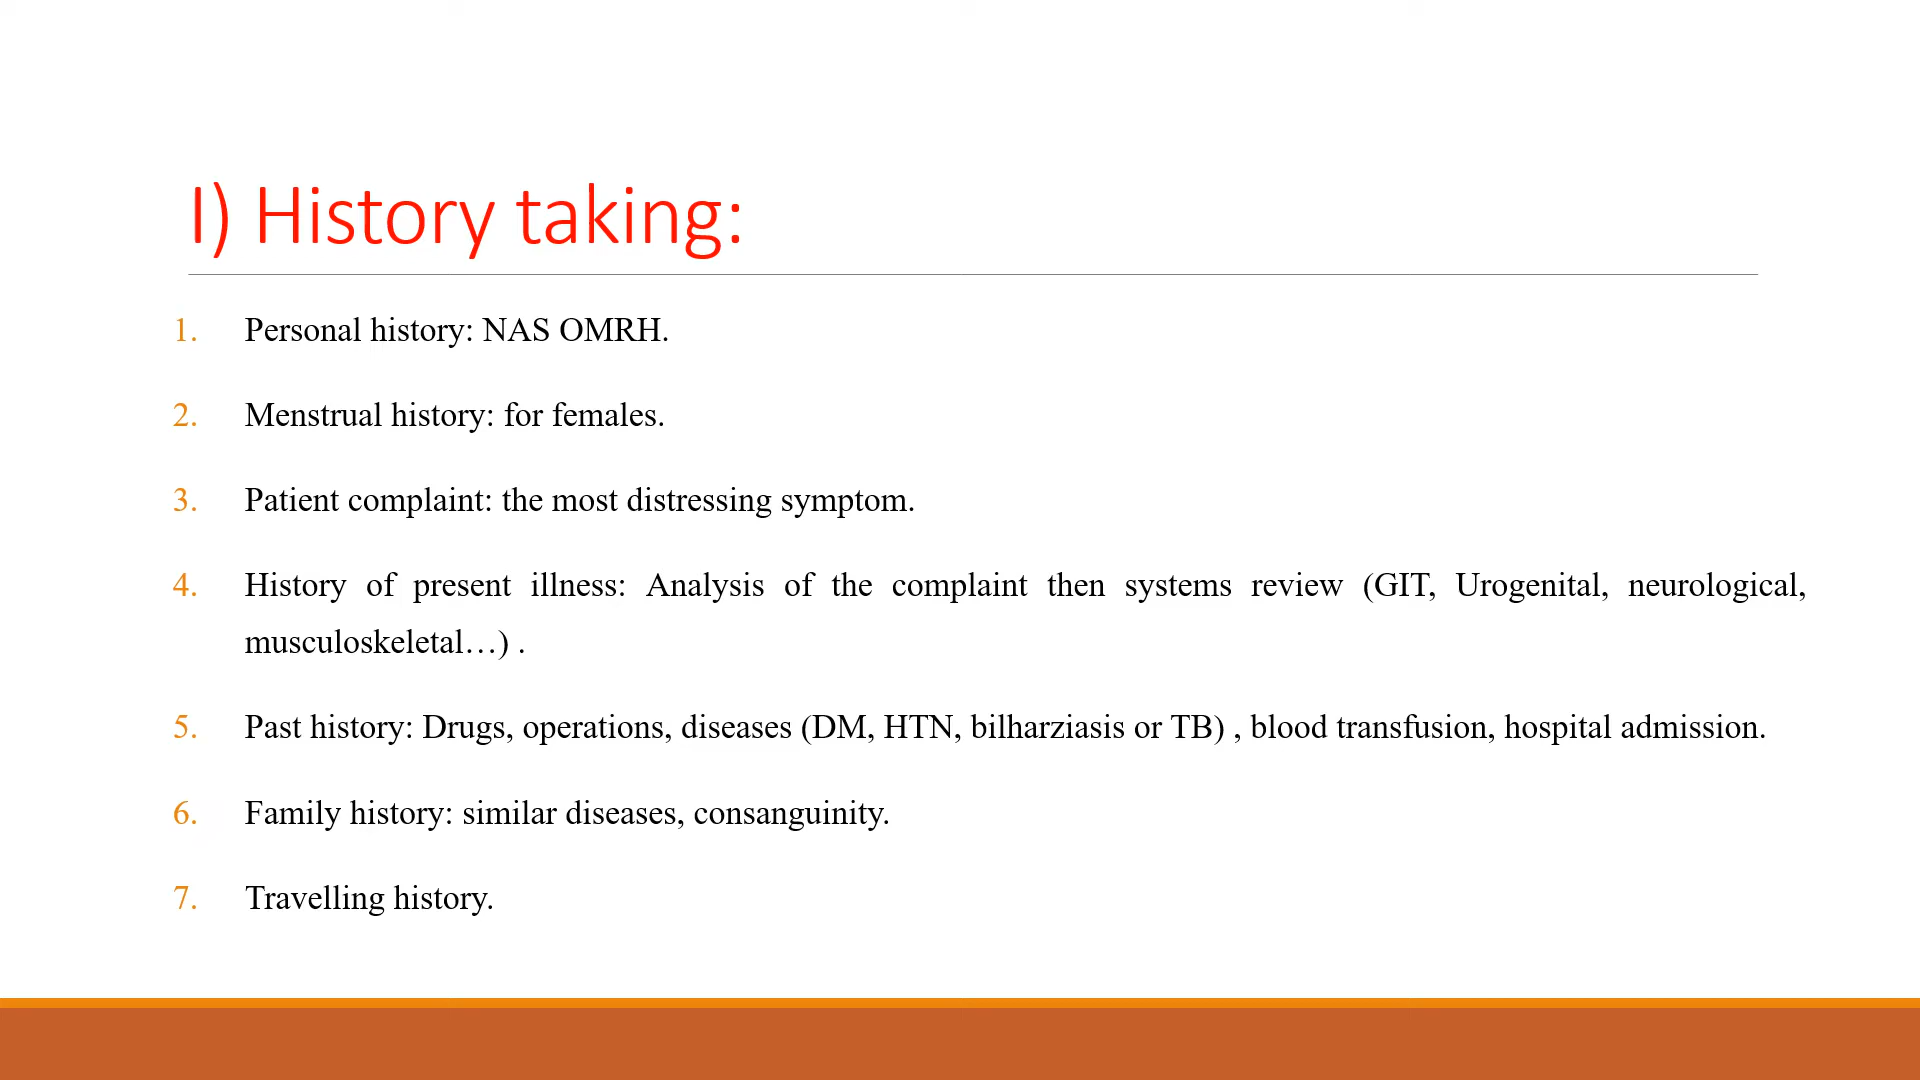 I) History taking:
1. Personal history: NAS OMRH.
2. Menstrual history: for females.
3. Patient complaint: the most distressing symptom.
4. History of present illness: Analysis of the complaint then systems review (GIT, Urogenital, neurological,
musculoskeletal…) .
5. Past history: Drugs, operations, diseases (DM, HTN, bilharziasis or TB) , blood transfusion, hospital admission.
6. Family history: similar diseases, consanguinity.
7. Travelling history.